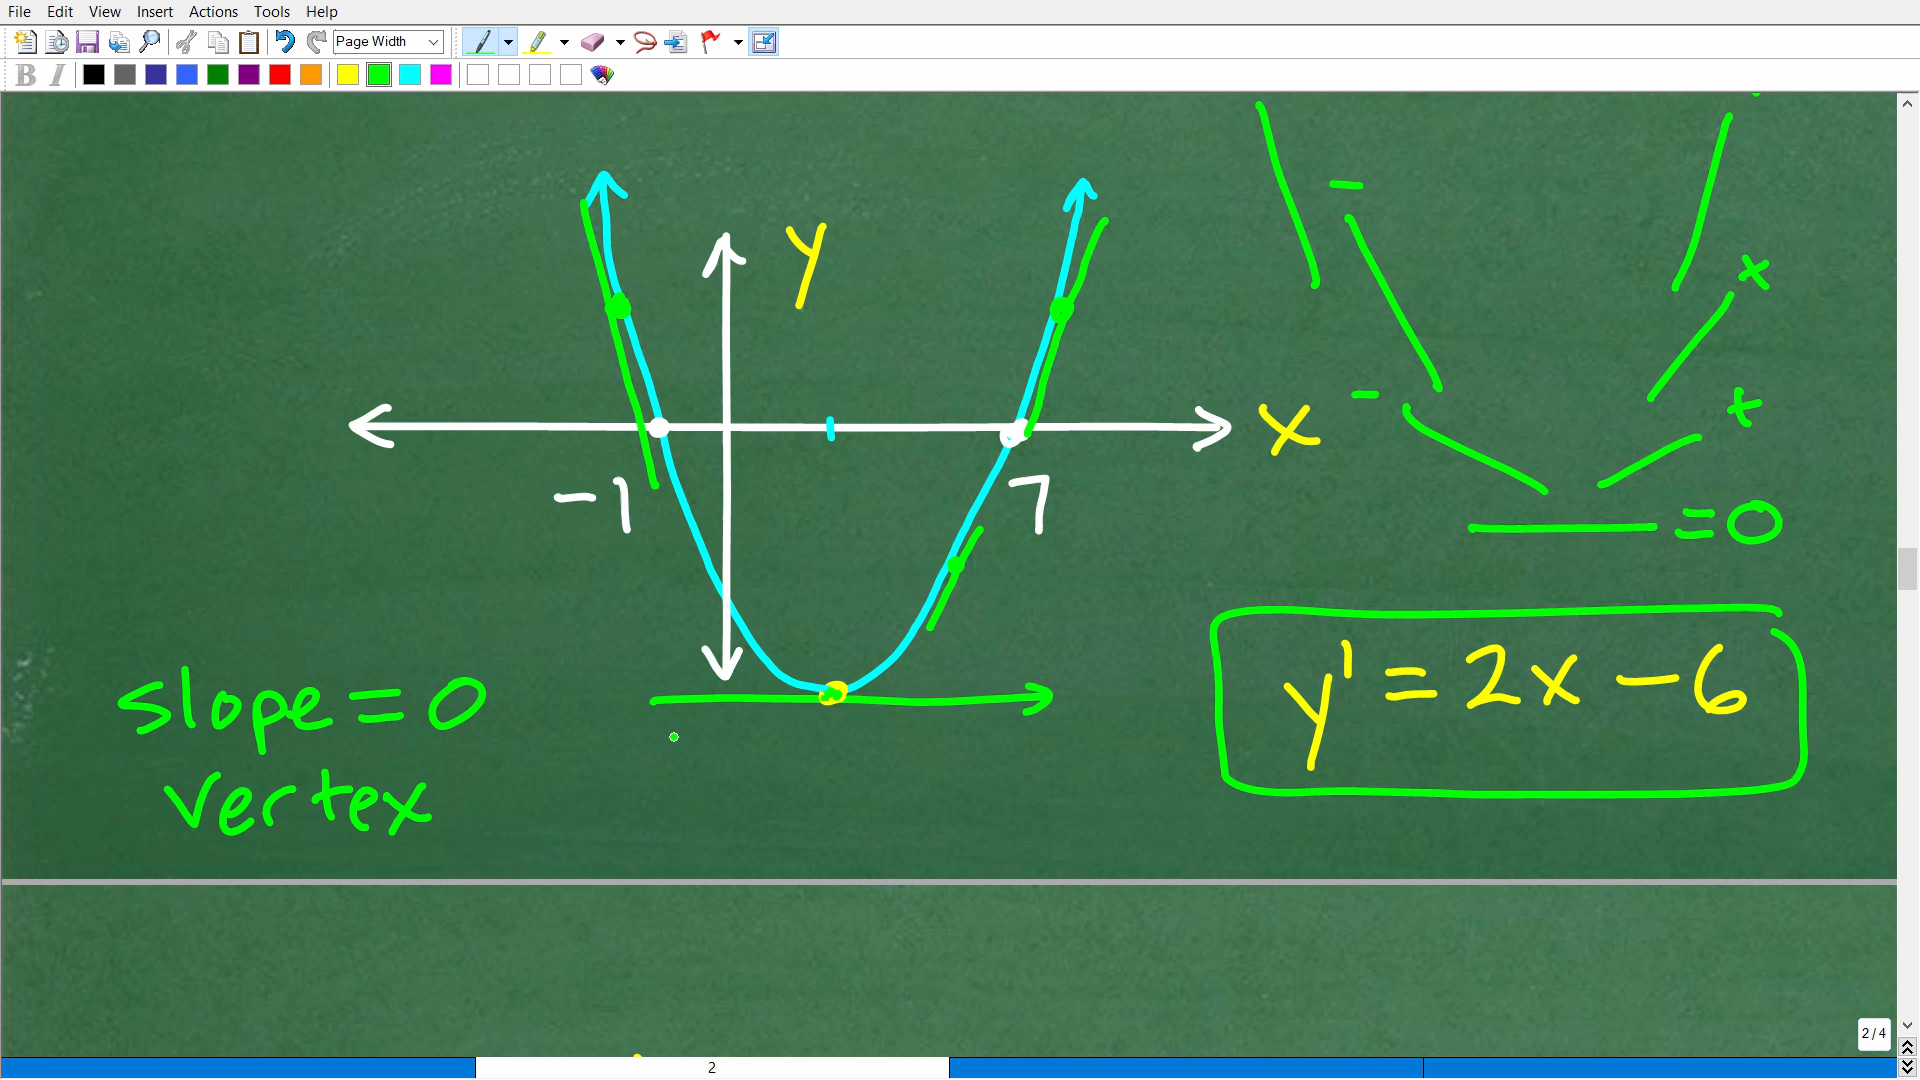 File Edit View Insert Actions Tools Help
Page Width
B I
y
x
x
-
-
+
-1
7
= 0
slope = 0
vertex
y' = 2x - 6
2 / 4
2